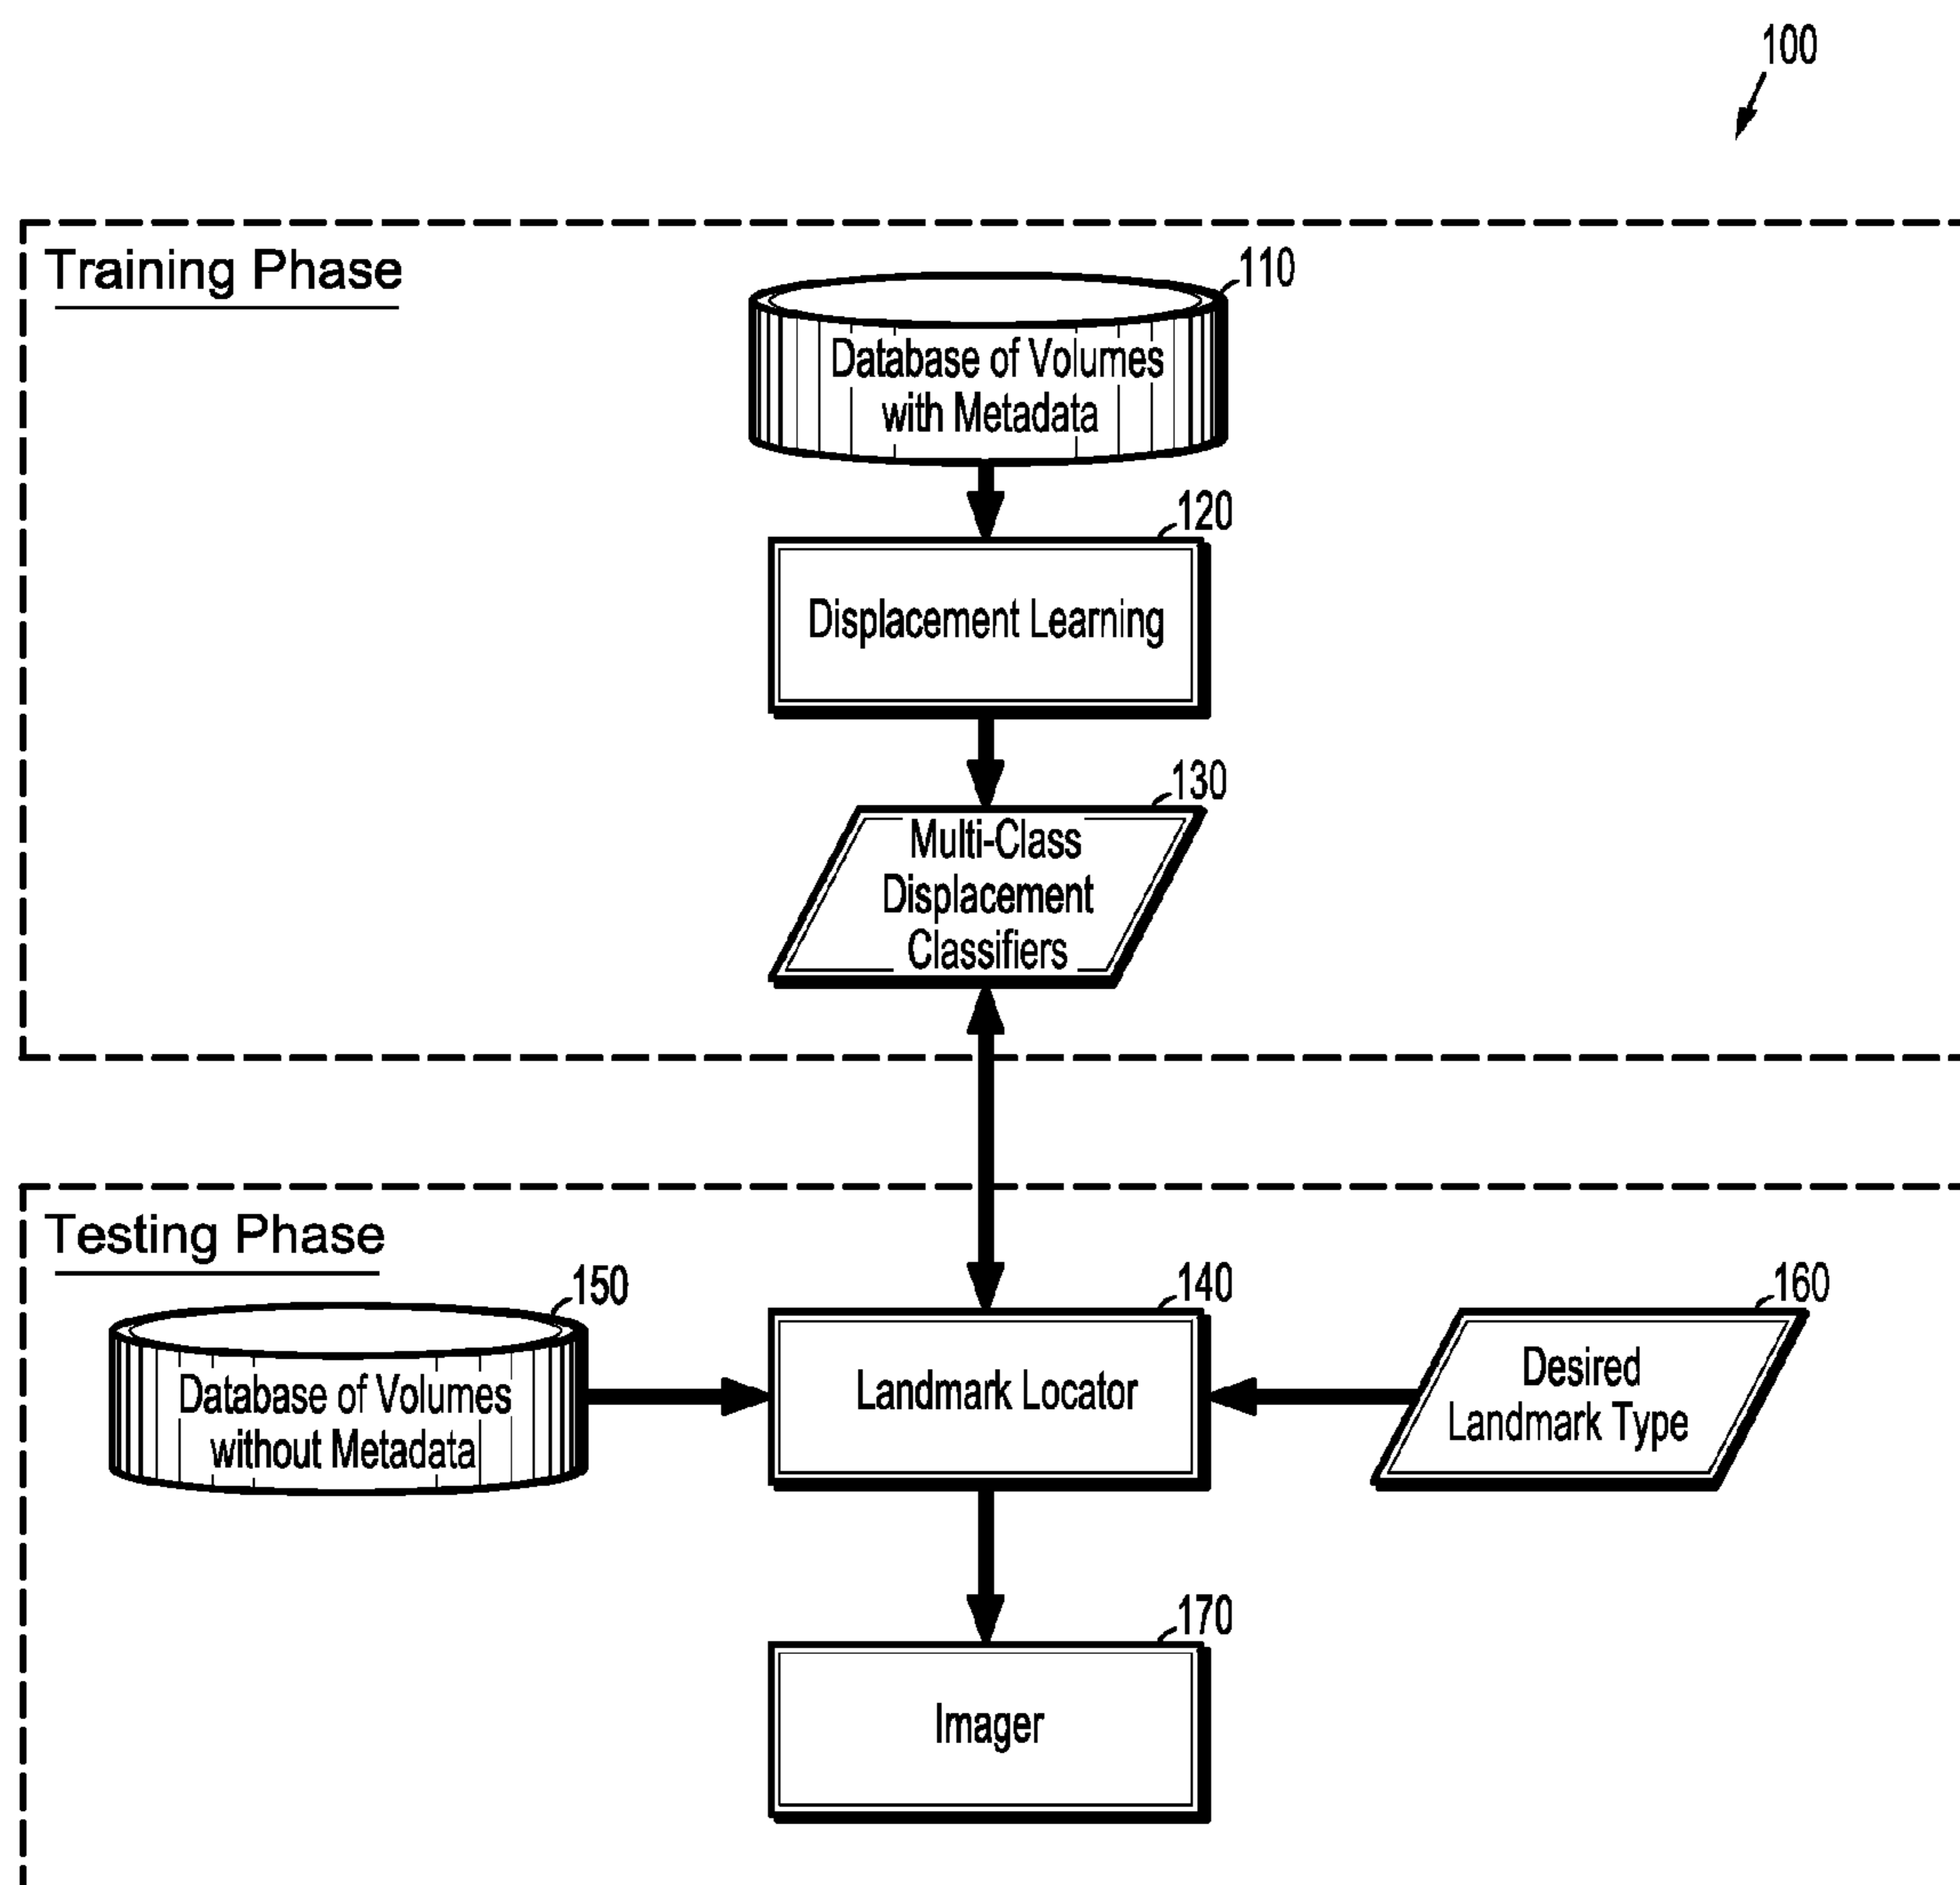 100
Training Phase
110
Database of Volumes
with Metadata
120
Displacement Learning
130
Multi-Class
Displacement
Classifiers
Testing Phase
150
Database of Volumes
without Metadata
140
Landmark Locator
160
Desired
Landmark Type
170
Imager